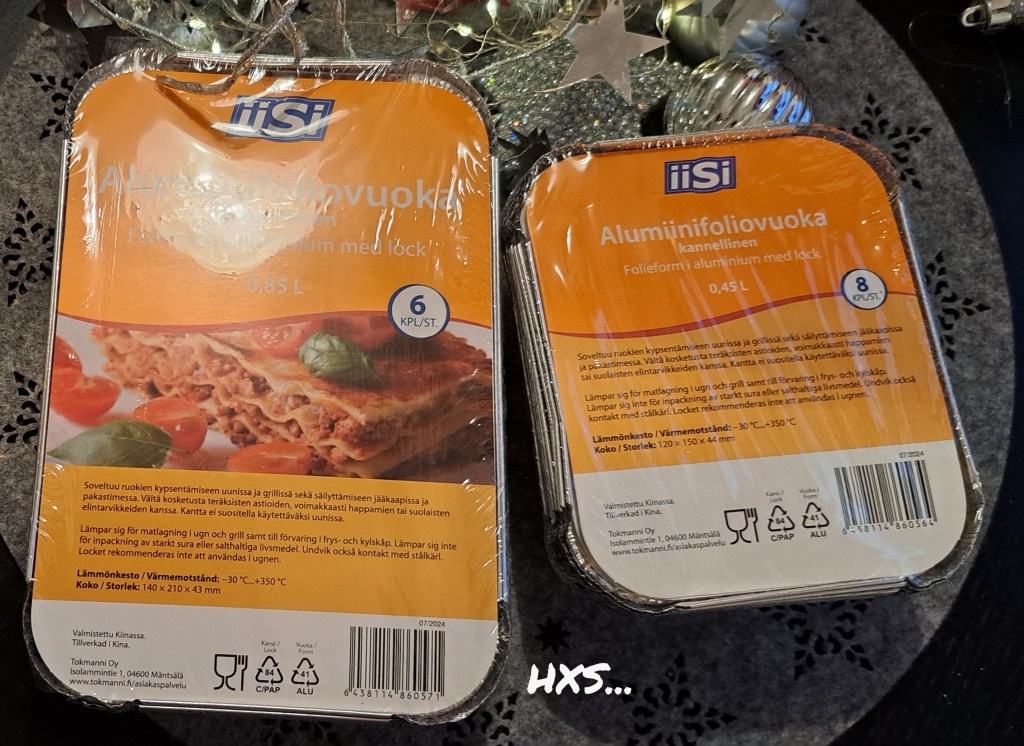 iiSi
Alumiinifoliovuoka
med lock
0,85 L
6
KPL/ST.
Soveltuu ruokien kypsentämiseen uunissa ja grillissä sekä säilyttämiseen jääkaapissa ja
pakastimessa. Vältä kosketusta teräksisten astioiden, voimakkaasti happamien tai suolaisten
elintarvikkeiden kanssa. Kantta ei suositella käytettäväksi uunissa.
Lämpar sig för matlagning i ugn och grill samt till förvaring i frys- och kylskåp. Lämpar sig inte
för inpackning av starkt sura eller salthaltiga livsmedel. Undvik också kontakt med stålkärl.
Locket rekommenderas inte att användas i ugnen.
Lämmönkesto / Värmemotstånd: –30 °C...+350 °C
Koko / Storlek: 140 × 210 × 43 mm
07/2024
Valmistettu Kiinassa.
Tillverkad i Kina.
Tokmanni Oy
Isolammintie 1, 04600 Mäntsälä
www.tokmanni.fi/asiakaspalvelu
Kansi /
Lock
84
C/PAP
Vuoka /
Form
41
ALU
6 438114 860571
iiSi
Alumiinifoliovuoka
kannellinen
Folieform i aluminium med lock
0,45 L
8
KPL/ST.
Soveltuu ruokien kypsentämiseen uunissa ja grillissä sekä säilyttämiseen jääkaapissa ja
pakastimessa. Vältä kosketusta teräksisten astioiden, voimakkaasti happamien
tai suolaisten elintarvikkeiden kanssa. Kantta ei suositella käytettäväksi uunissa.
Lämpar sig för matlagning i ugn och grill samt till förvaring i frys- och kylskåp.
Lämpar sig inte för inpackning av starkt sura eller salthaltiga livsmedel. Undvik också
kontakt med stålkärl. Locket rekommenderas inte att användas i ugnen.
Lämmönkesto / Värmemotstånd: –30 °C...+350 °C
Koko / Storlek: 120 × 150 × 44 mm
07/2024
Valmistettu Kiinassa.
Tillverkad i Kina.
Tokmanni Oy
Isolammintie 1, 04600 Mäntsälä
www.tokmanni.fi/asiakaspalvelu
Kansi /
Lock
84
C/PAP
Vuoka /
Form
41
ALU
6 438114 860564
HXS...